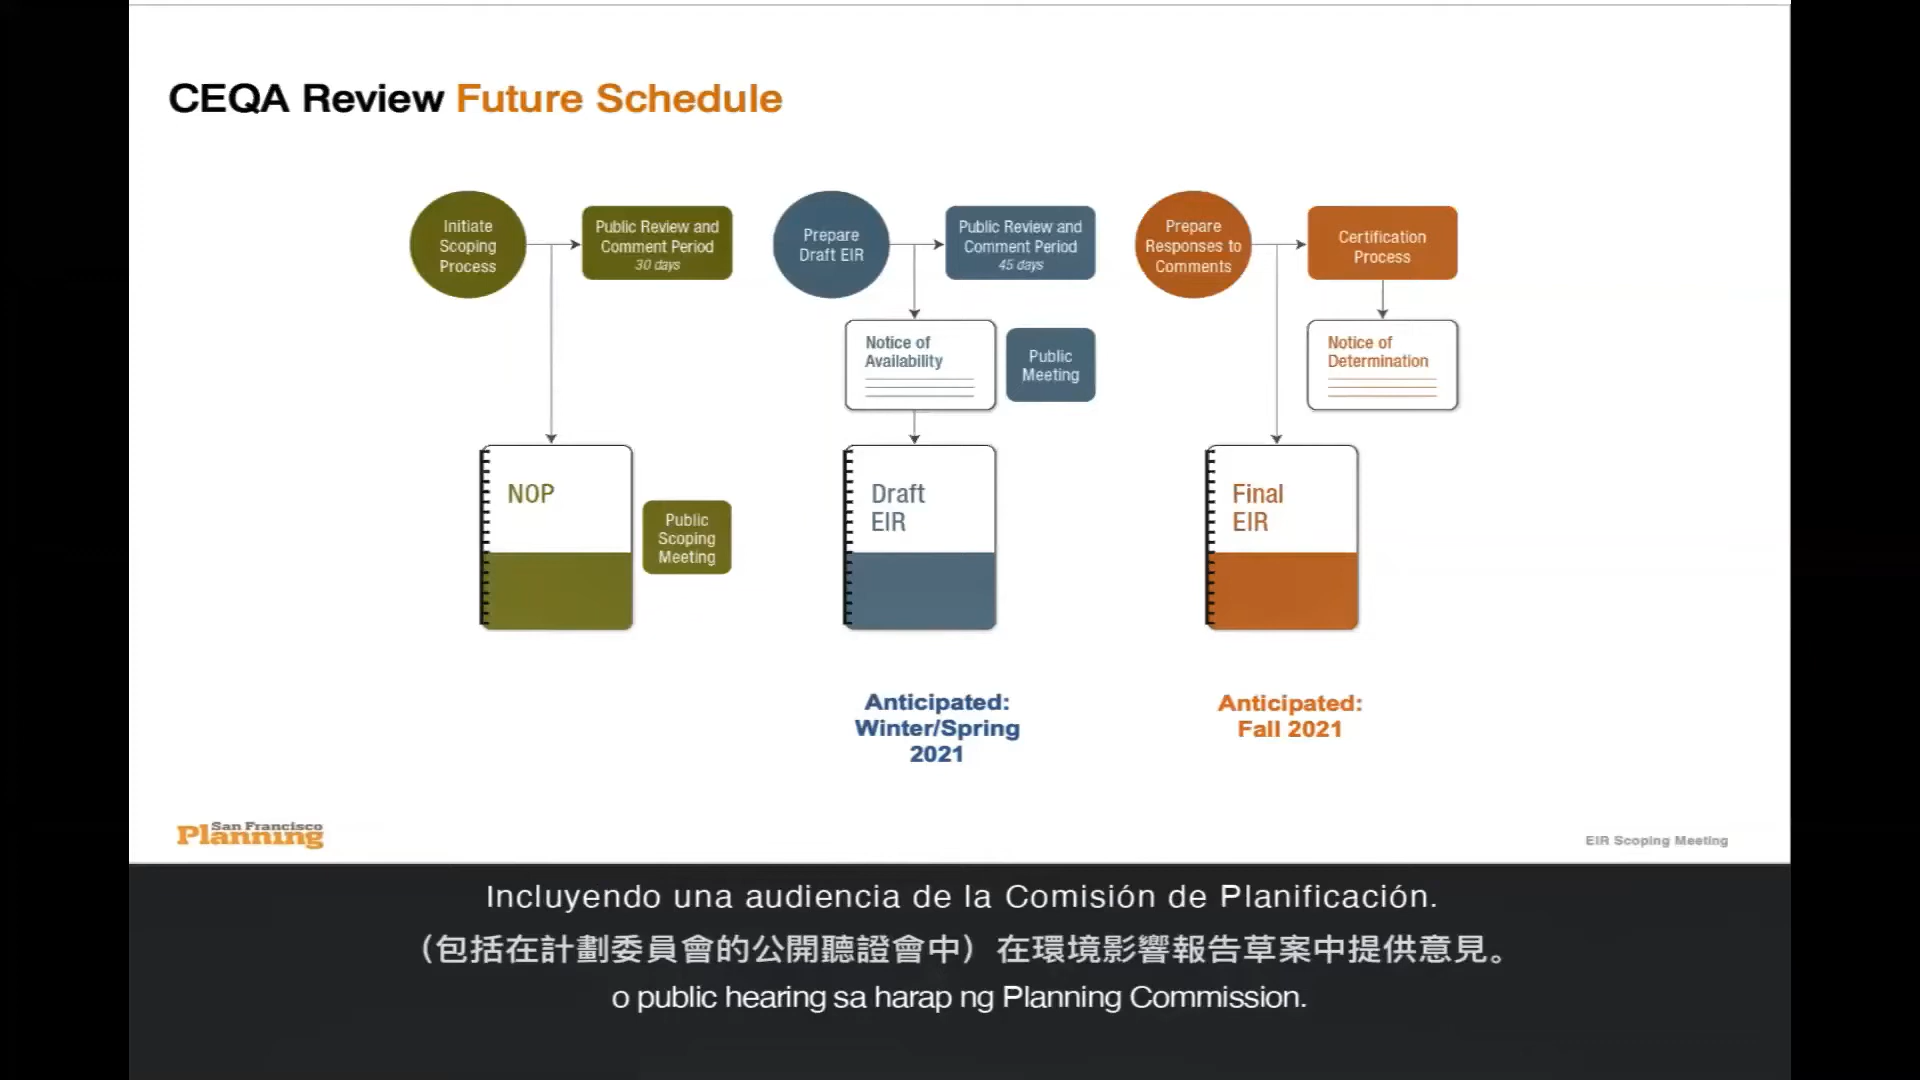 CEQA Review Future Schedule
Initiate
Scoping
Process
Public Review and
Comment Period
30 days
NOP
Public
Scoping
Meeting
Prepare
Draft EIR
Public Review and
Comment Period
45 days
Notice of
Availability
Public
Meeting
Draft
EIR
Anticipated:
Winter/Spring
2021
Prepare
Responses to
Comments
Certification
Process
Notice of
Determination
Final
EIR
Anticipated:
Fall 2021
San Francisco
Planning
EIR Scoping Meeting
Incluyendo una audiencia de la Comisión de Planificación.
（包括在計劃委員會的公開聽證會中）在環境影響報告草案中提供意見。
o public hearing sa harap ng Planning Commission.